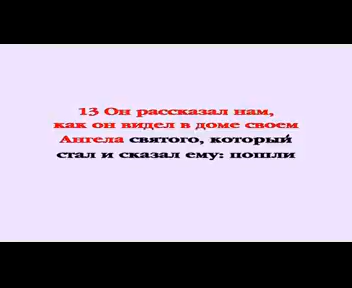 13 Он рассказал нам,
как он видел в доме своем
Ангела святого, который
стал и сказал ему: пошли